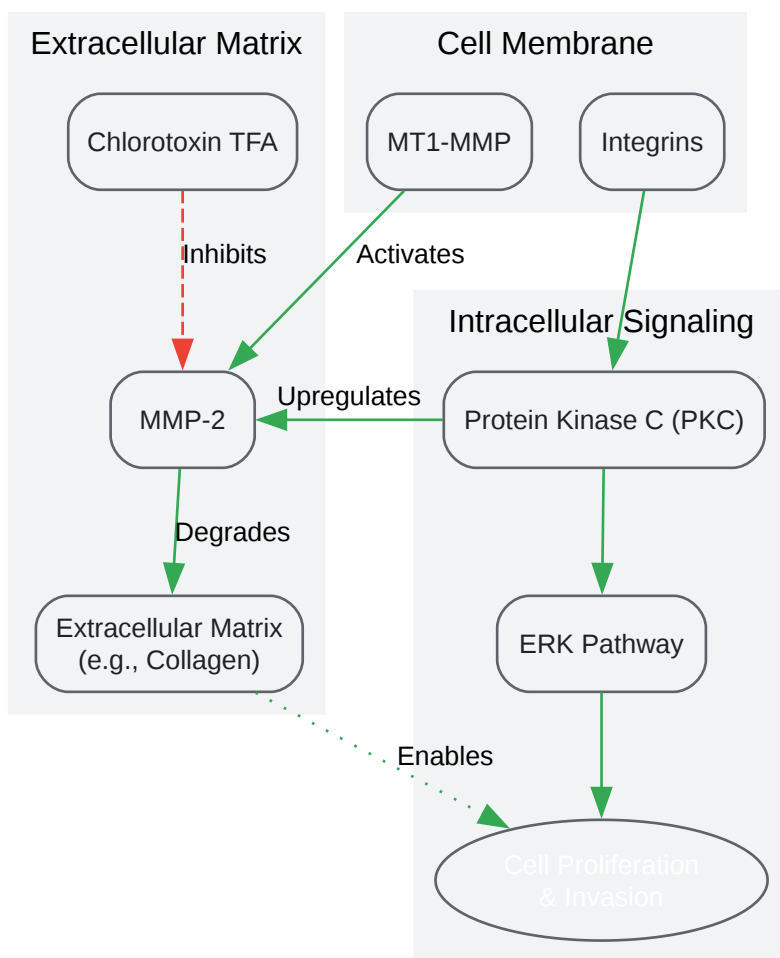 Extracellular Matrix
Cell Membrane
Chlorotoxin TFA
MT1-MMP
Integrins
Inhibits
Activates
Intracellular Signaling
Upregulates
MMP-2
Protein Kinase C (PKC)
Degrades
Extracellular Matrix
(e.g., Collagen)
ERK Pathway
Enables
Cell Proliferation
& Invasion